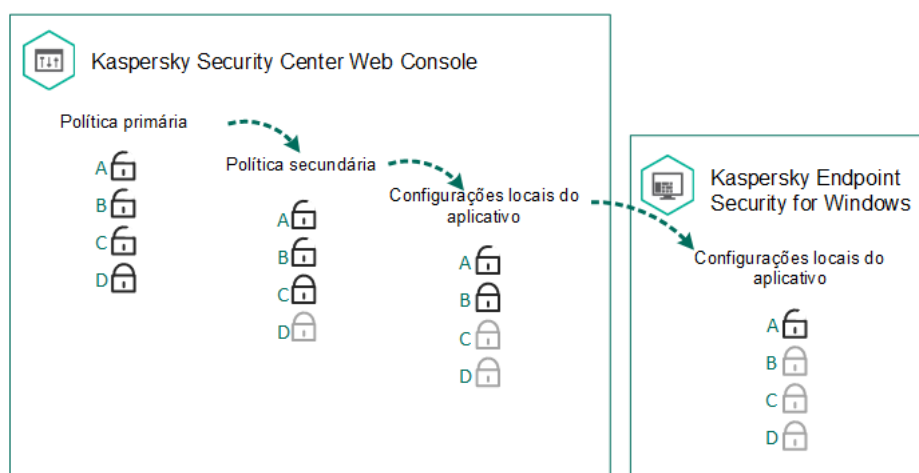 Kaspersky Security Center Web Console
Política primária
A
B
C
D
Política secundária
A
B
C
D
Configurações locais do
aplicativo
A
B
C
D
Kaspersky Endpoint
Security for Windows
Configurações locais do
aplicativo
A
B
C
D